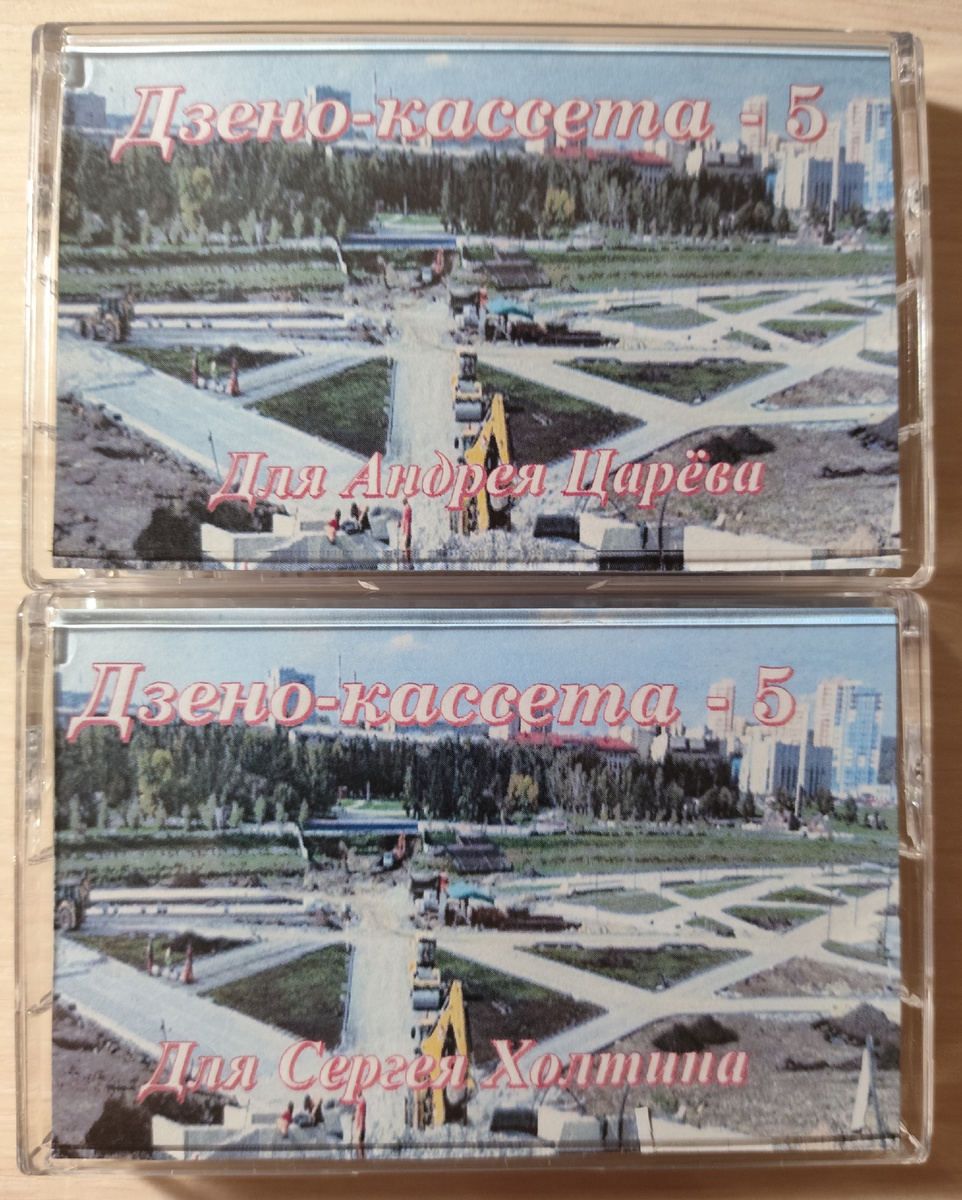 Дзено-кассета - 5
Для Андрея Царёва
Дзено-кассета - 5
Для Сергея Холтина